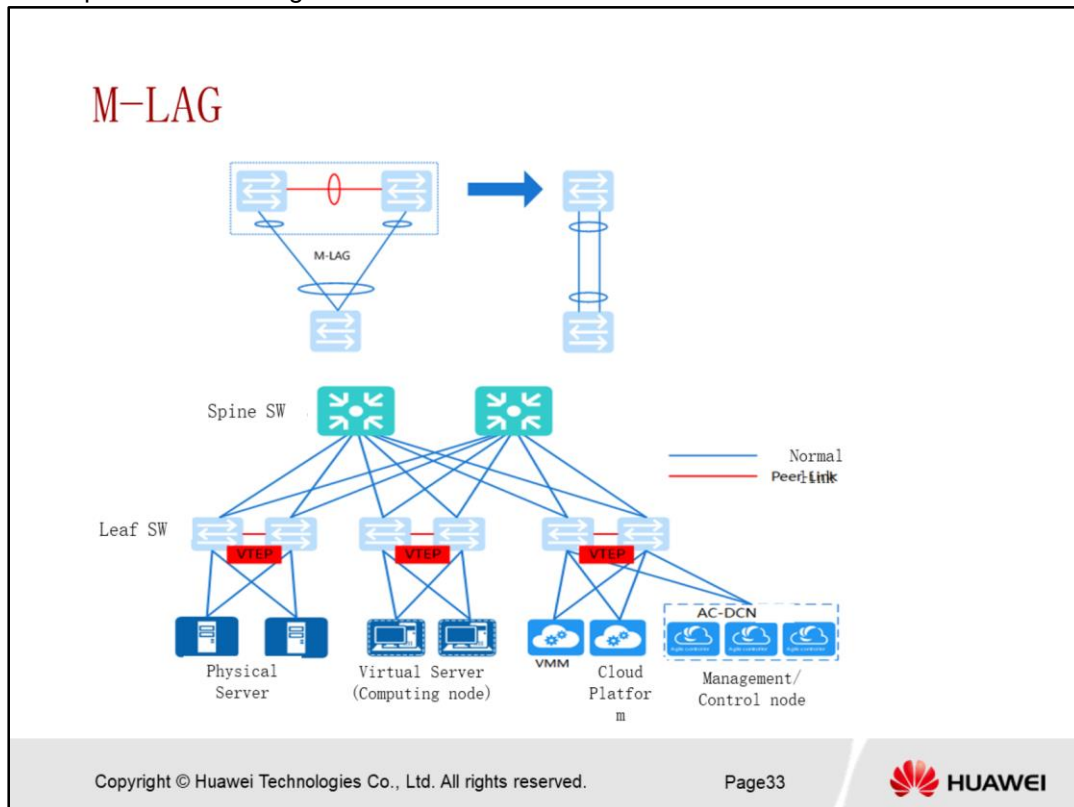 M-LAG
M-LAG
Spine SW
Normal
link
Peer-Link
Leaf SW
VTEP
VTEP
VTEP
AC-DCN
VMM
Physical
Server
Virtual Server
(Computing node)
Cloud
Platfor
m
Management/
Control node
Copyright © Huawei Technologies Co., Ltd. All rights reserved.
Page33
HUAWEI